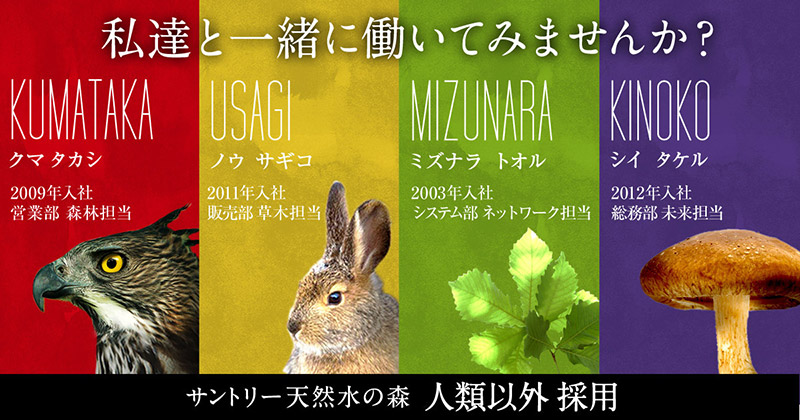 私達と一緒に働いてみませんか?
KUMATAKA
クマ タカシ
2009年入社
営業部 森林担当
USAGI
ノウ サギコ
2011年入社
販売部 草木担当
MIZUNARA
ミズナラ トオル
2003年入社
システム部 ネットワーク担当
KINOKO
シイ タケル
2012年入社
総務部 未来担当
サントリー天然水の森 人類以外 採用